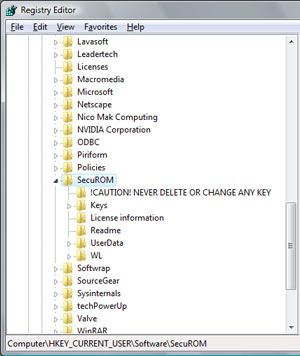 Registry Editor
File Edit View Favorites Help
Lavasoft
Leadertech
Licenses
Macromedia
Microsoft
Netscape
Nico Mak Computing
NVIDIA Corporation
ODBC
Piriform
Policies
SecuROM
!CAUTION! NEVER DELETE OR CHANGE ANY KEY
Keys
License information
Readme
UserData
WL
Softwrap
SourceGear
Sysinternals
techPowerUp
Valve
WinRAR
Computer\HKEY_CURRENT_USER\Software\SecuROM